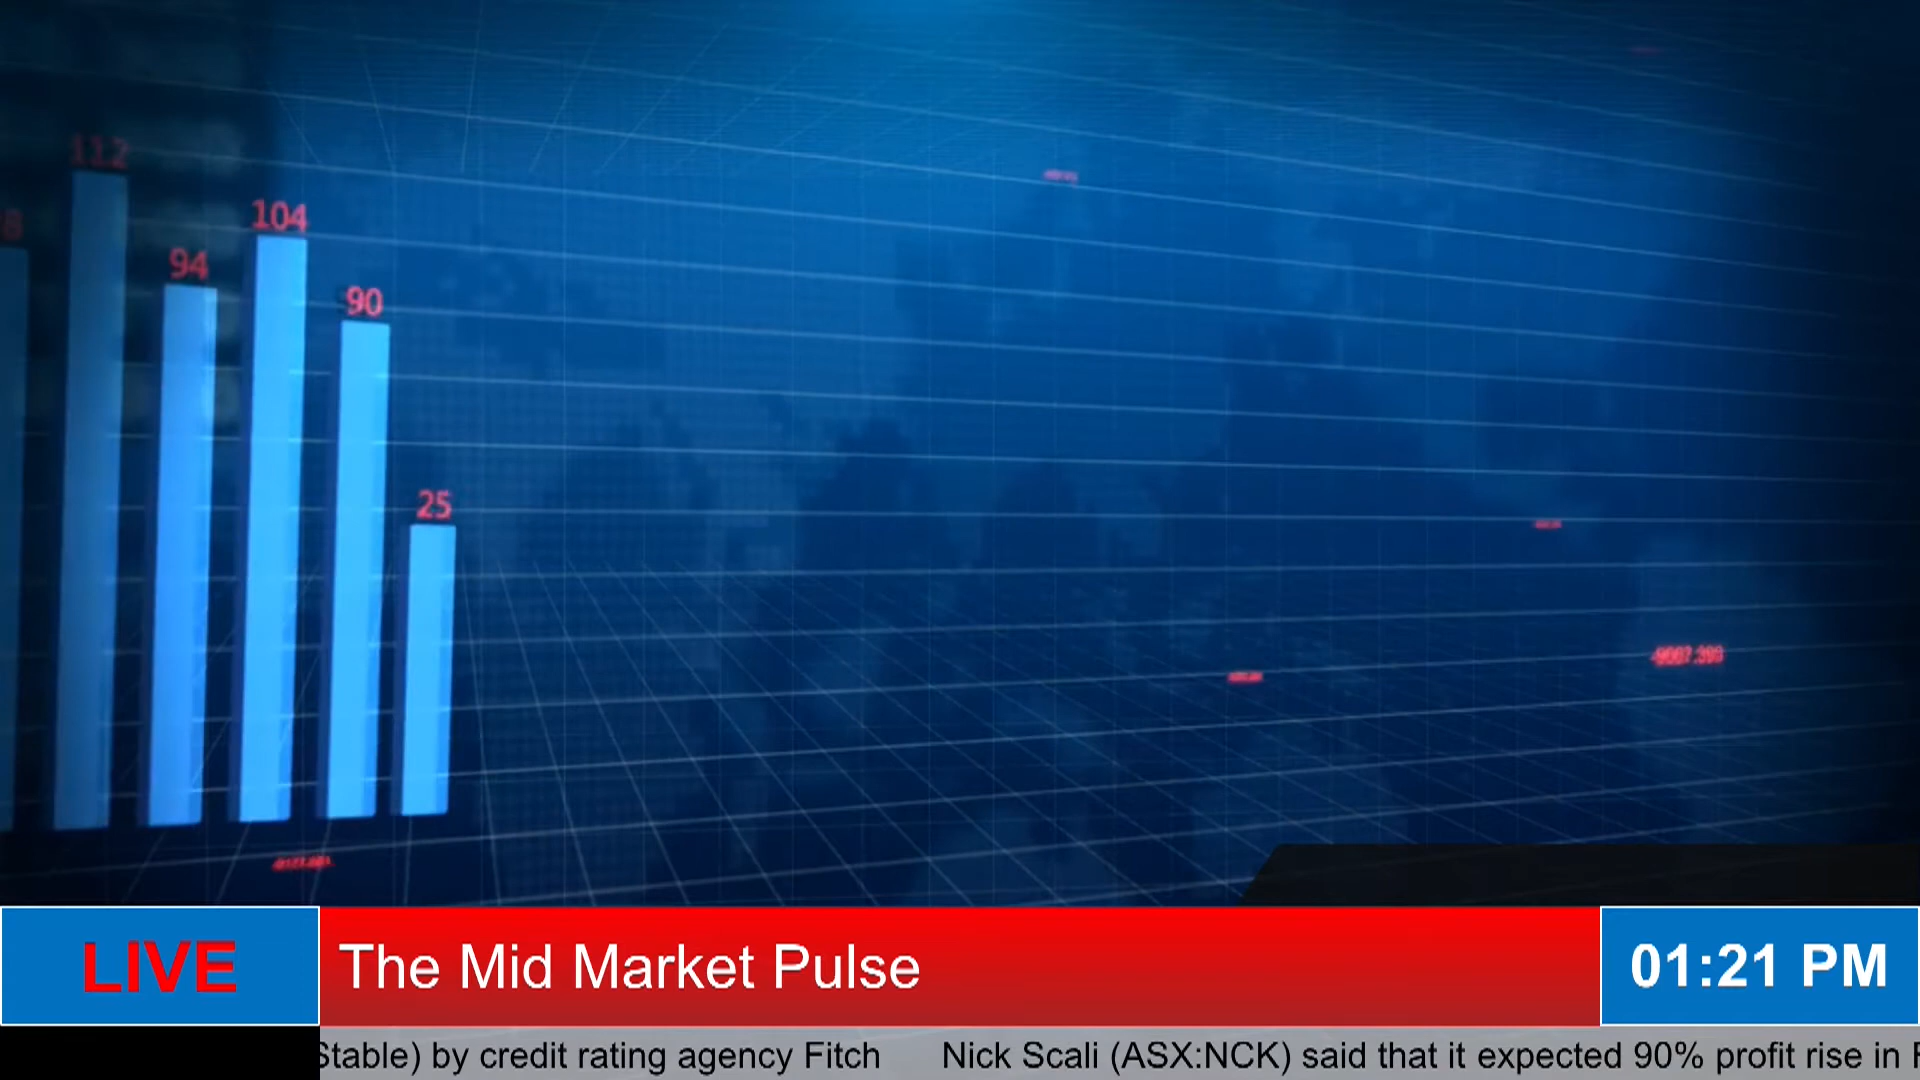 112
104
94
90
25
LIVE
The Mid Market Pulse
01:21 PM
Stable) by credit rating agency Fitch
Nick Scali (ASX:NCK) said that it expected 90% profit rise in